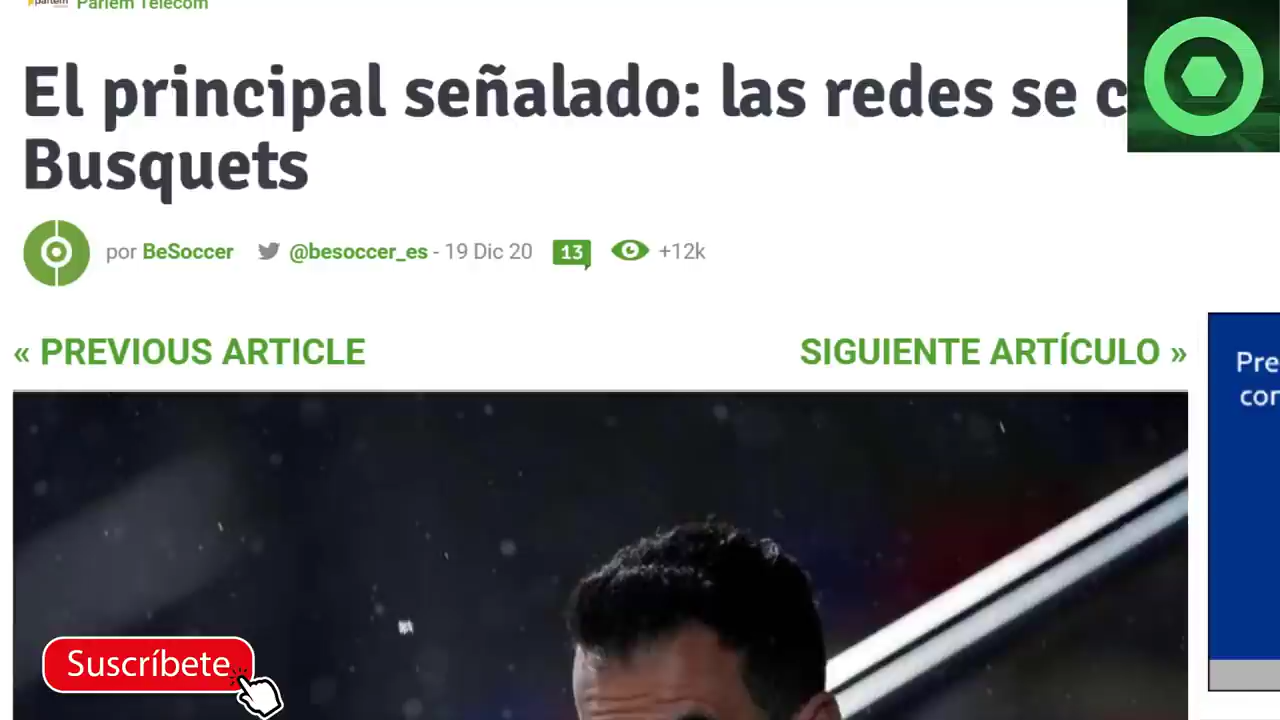 Parlem Telecom
El principal señalado: las redes se c
Busquets
por BeSoccer @besoccer_es - 19 Dic 20 13 +12k
« PREVIOUS ARTICLE SIGUIENTE ARTÍCULO »
Pre
con
Suscríbete